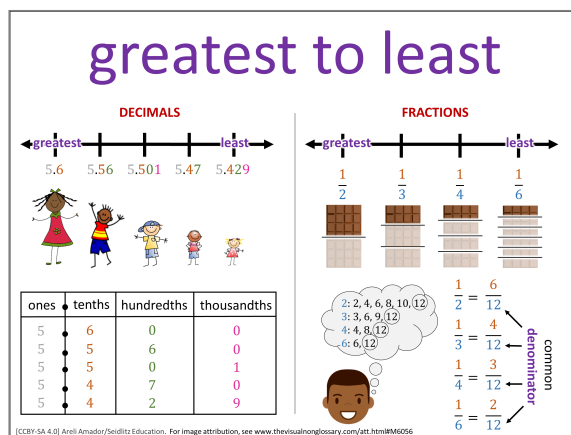 greatest to least
DECIMALS
greatest least
5.6 5.56 5.501 5.47 5.429
ones tenths hundredths thousandths
5 6 0 0
5 5 6 0
5 5 0 1
5 4 7 0
5 4 2 9
FRACTIONS
greatest least
1/2 1/3 1/4 1/6
2: 2, 4, 6, 8, 10, 12
3: 3, 6, 9, 12
4: 4, 8, 12
6: 6, 12
1/2 = 6/12
1/3 = 4/12
1/4 = 3/12
1/6 = 2/12
common
denominator
[CCBY-SA 4.0] Areli Amador/Seidlitz Education. For image attribution, see www.thevisualnonglossary.com/att.html#M6056